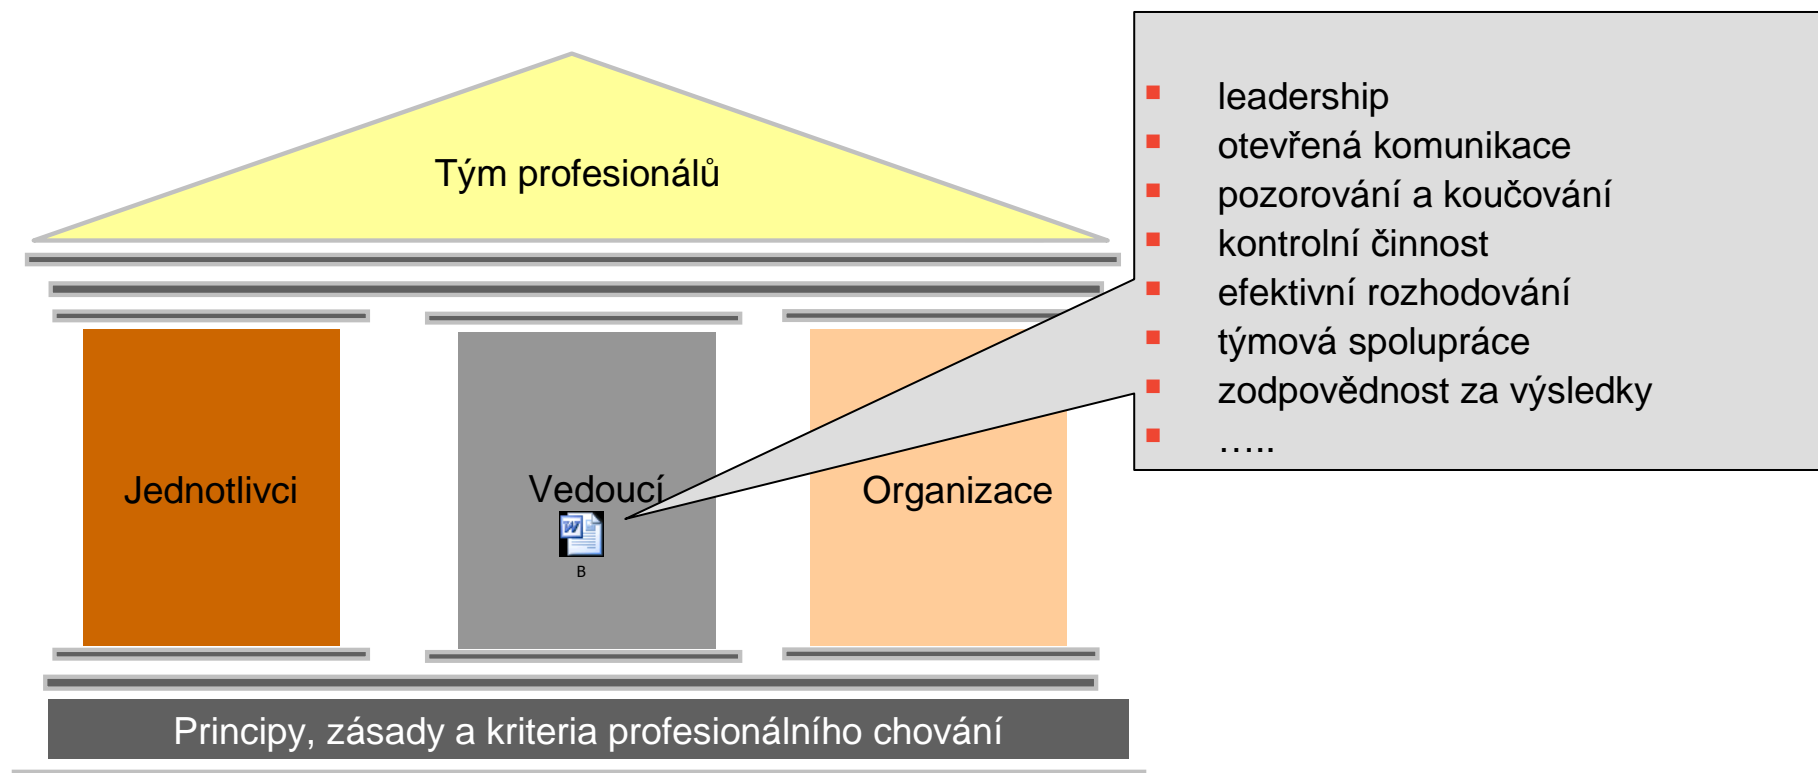 Tým profesionálů
Jednotlivci
Vedoucí
W
B
Organizace
Principy, zásady a kriteria profesionálního chování
leadership
otevřená komunikace
pozorování a koučování
kontrolní činnost
efektivní rozhodování
týmová spolupráce
zodpovědnost za výsledky
…..